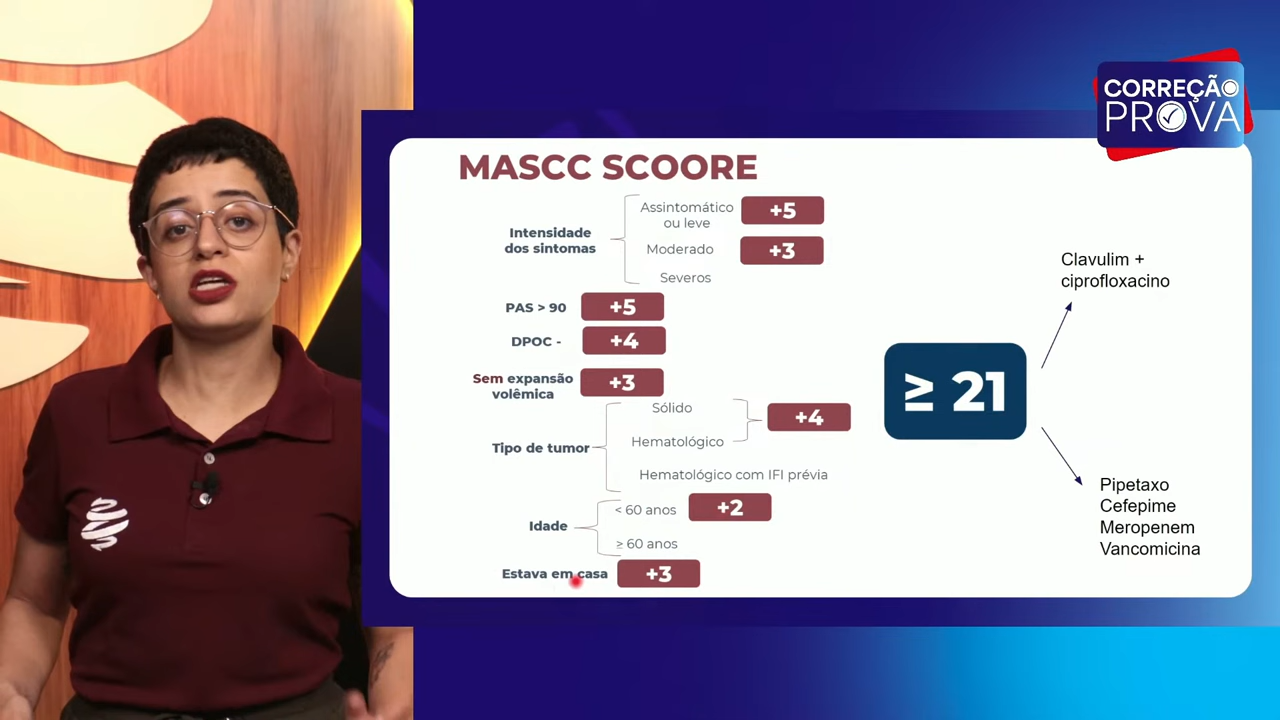 CORREÇÃO
PROVA
MASCC SCOORE
Intensidade
dos sintomas
Assintomático
ou leve
+5
Moderado
+3
Severos
PAS > 90
+5
DPOC -
+4
Sem expansão
volêmica
+3
Tipo de tumor
Sólido
Hematológico
+4
Hematológico com IFI prévia
Idade
< 60 anos
+2
≥ 60 anos
Estava em casa
+3
≥ 21
Clavulim +
ciprofloxacino
Pipetaxo
Cefepime
Meropenem
Vancomicina